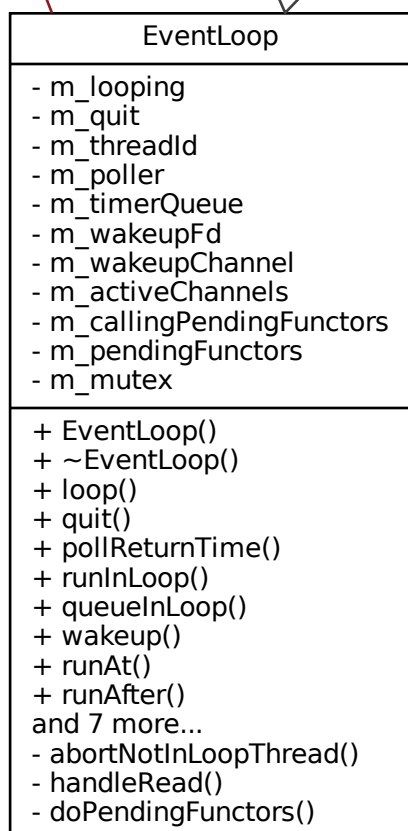 EventLoop
- m_looping
- m_quit
- m_threadId
- m_poller
- m_timerQueue
- m_wakeupFd
- m_wakeupChannel
- m_activeChannels
- m_callingPendingFunctors
- m_pendingFunctors
- m_mutex
+ EventLoop()
+ ~EventLoop()
+ loop()
+ quit()
+ pollReturnTime()
+ runInLoop()
+ queueInLoop()
+ wakeup()
+ runAt()
+ runAfter()
and 7 more...
- abortNotInLoopThread()
- handleRead()
- doPendingFunctors()